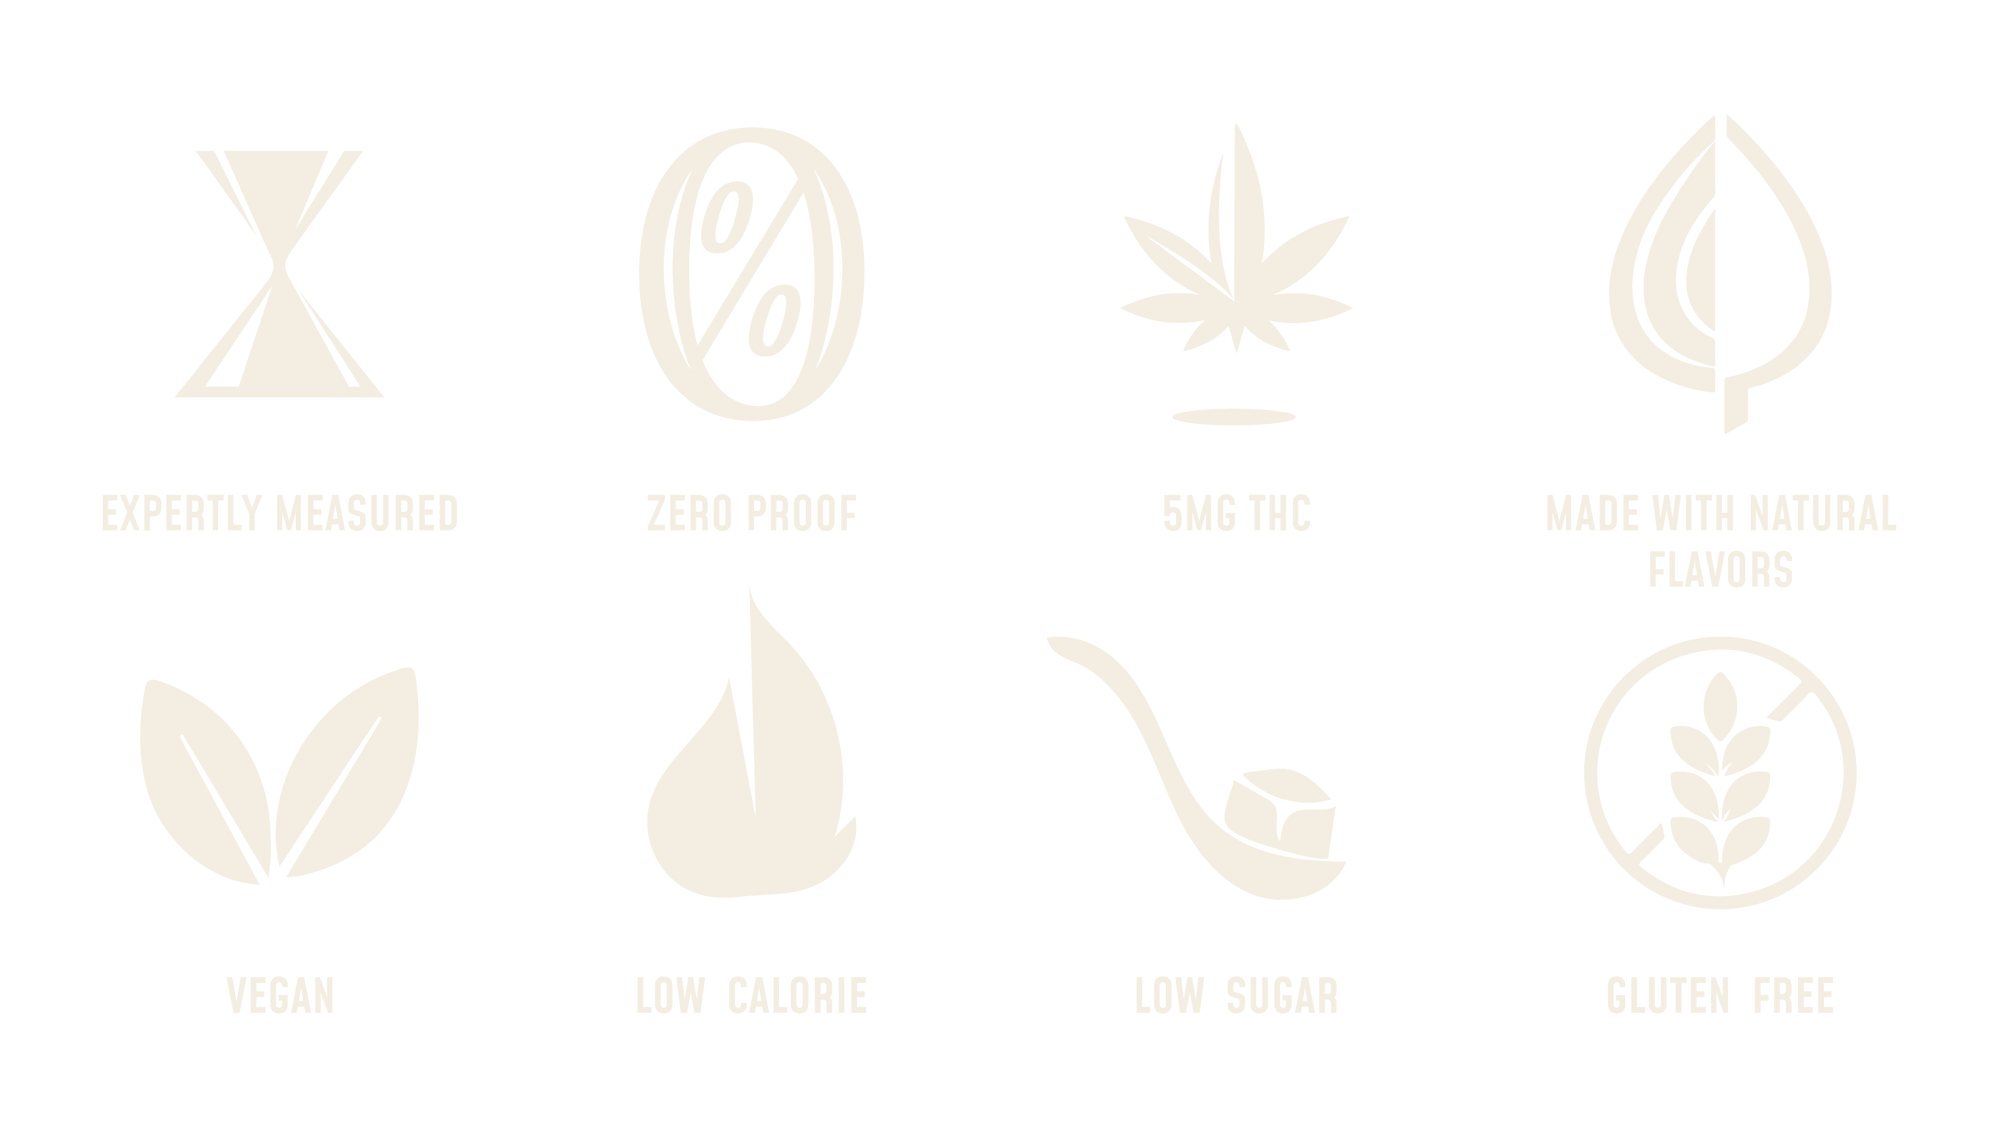 %
EXPERTLY MEASURED
ZERO PROOF
5MG THC
MADE WITH NATURAL
FLAVORS
VEGAN
LOW CALORIE
LOW SUGAR
GLUTEN FREE